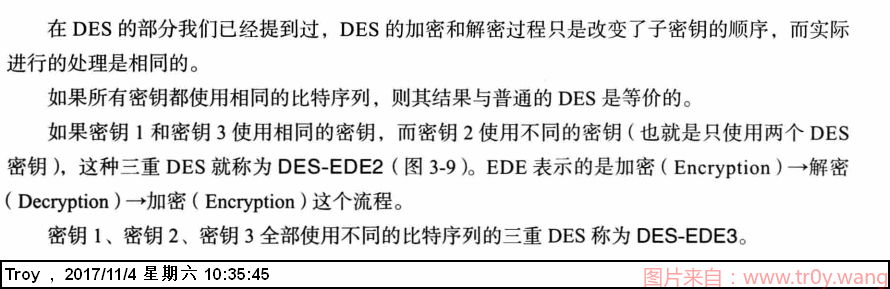 在 DES 的部分我们已经提到过，DES 的加密和解密过程只是改变了子密钥的顺序，而实际
进行的处理是相同的。
如果所有密钥都使用相同的比特序列，则其结果与普通的 DES 是等价的。
如果密钥 1 和密钥 3 使用相同的密钥，而密钥 2 使用不同的密钥（也就是只使用两个 DES
密钥），这种三重 DES 就称为 DES-EDE2（图 3-9）。EDE 表示的是加密（Encryption）→解密
（Decryption）→加密（Encryption）这个流程。
密钥 1、密钥 2、密钥 3 全部使用不同的比特序列的三重 DES 称为 DES-EDE3。
Troy , 2017/11/4 星期六 10:35:45
图片来自：www.tr0y.wang